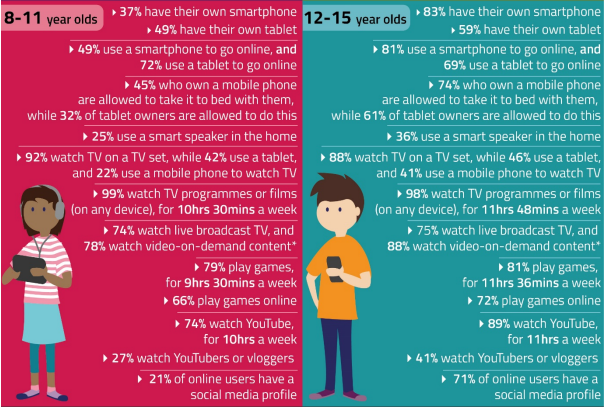 8-11 year olds
▸ 37% have their own smartphone
▸ 49% have their own tablet
▸ 49% use a smartphone to go online, and
72% use a tablet to go online
▸ 45% who own a mobile phone
are allowed to take it to bed with them,
while 32% of tablet owners are allowed to do this
▸ 25% use a smart speaker in the home
▸ 92% watch TV on a TV set, while 42% use a tablet,
and 22% use a mobile phone to watch TV
▸ 99% watch TV programmes or films
(on any device), for 10hrs 30mins a week
▸ 74% watch live broadcast TV, and
78% watch video-on-demand content*
▸ 79% play games,
for 9hrs 30mins a week
▸ 66% play games online
▸ 74% watch YouTube,
for 10hrs a week
▸ 27% watch YouTubers or vloggers
▸ 21% of online users have a
social media profile
12-15 year olds
▸ 83% have their own smartphone
▸ 59% have their own tablet
▸ 81% use a smartphone to go online, and
69% use a tablet to go online
▸ 74% who own a mobile phone
are allowed to take it to bed with them,
while 61% of tablet owners are allowed to do this
▸ 36% use a smart speaker in the home
▸ 88% watch TV on a TV set, while 46% use a tablet,
and 41% use a mobile phone to watch TV
▸ 98% watch TV programmes or films
(on any device), for 11hrs 48mins a week
▸ 75% watch live broadcast TV, and
88% watch video-on-demand content*
▸ 81% play games,
for 11hrs 36mins a week
▸ 72% play games online
▸ 89% watch YouTube,
for 11hrs a week
▸ 41% watch YouTubers or vloggers
▸ 71% of online users have a
social media profile